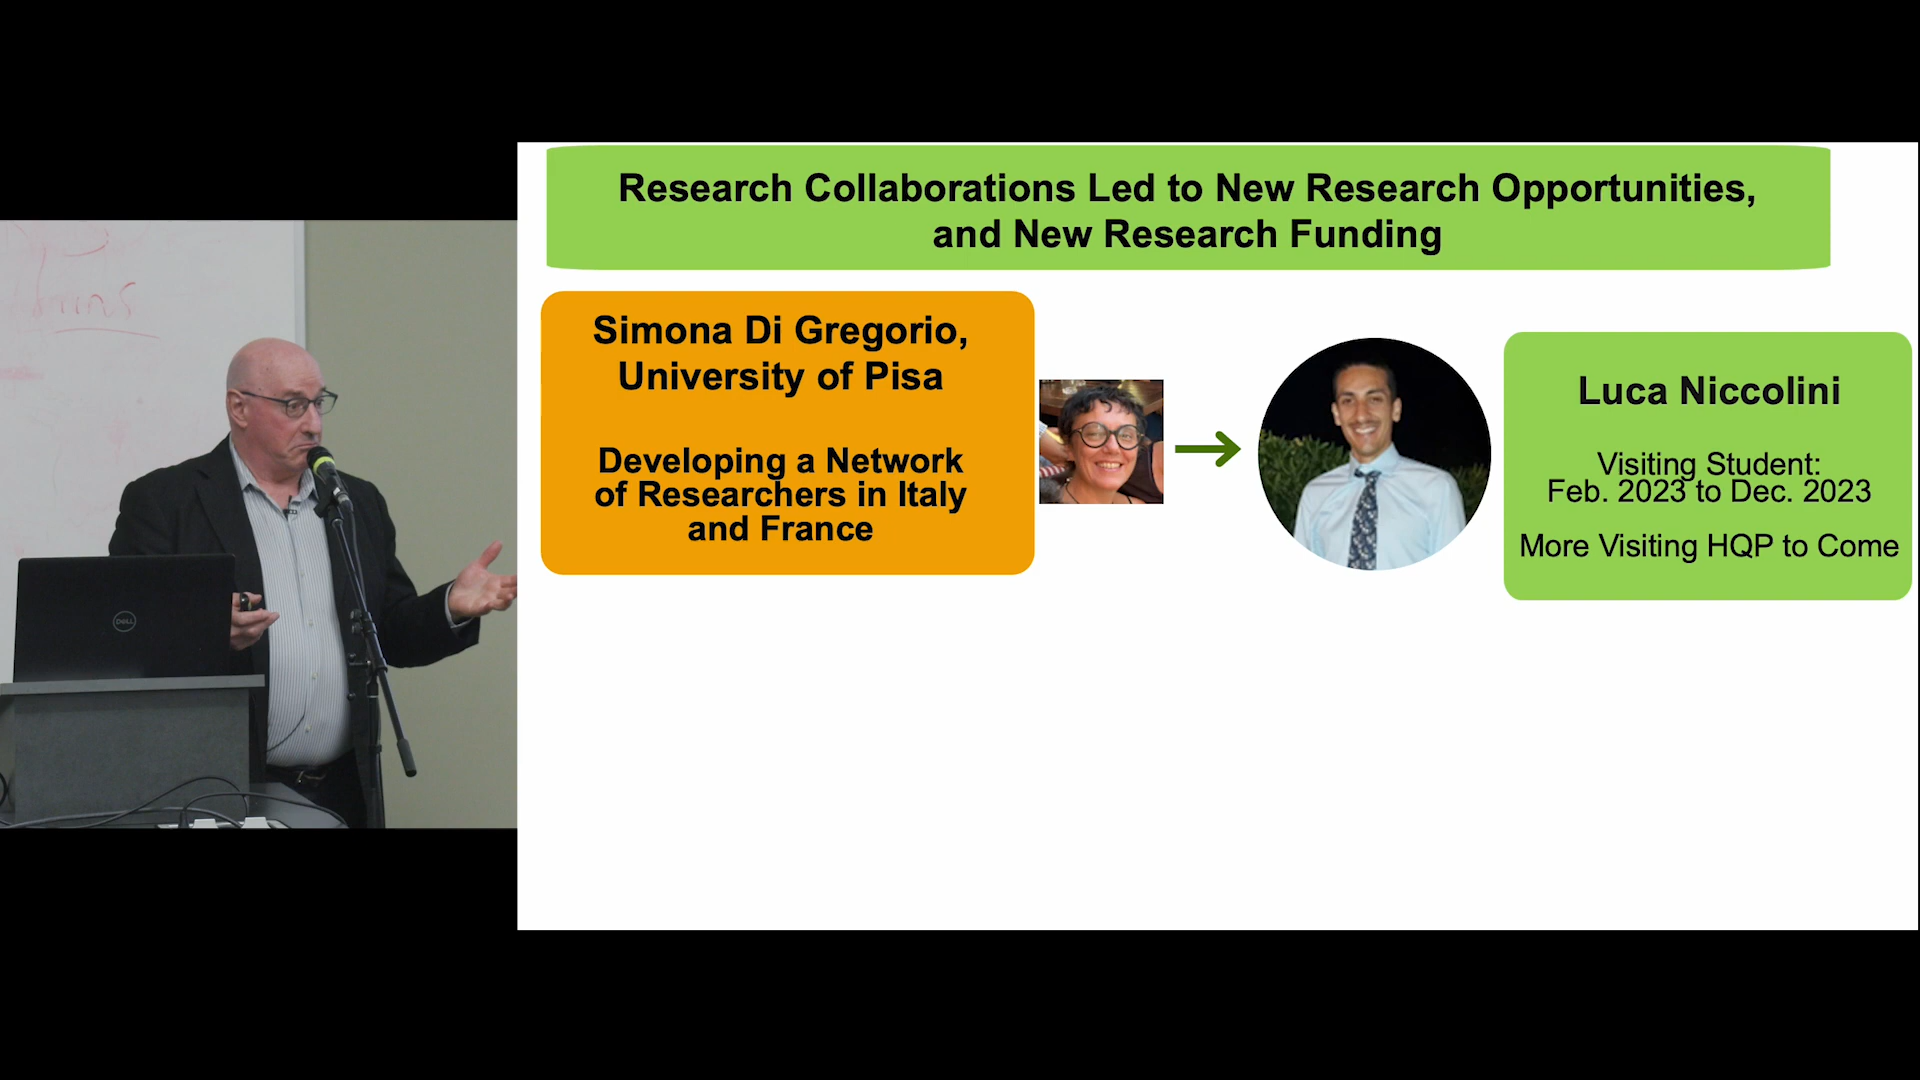 Research Collaborations Led to New Research Opportunities,
and New Research Funding
Simona Di Gregorio,
University of Pisa
Developing a Network
of Researchers in Italy
and France
Luca Niccolini
Visiting Student:
Feb. 2023 to Dec. 2023
More Visiting HQP to Come
DELL